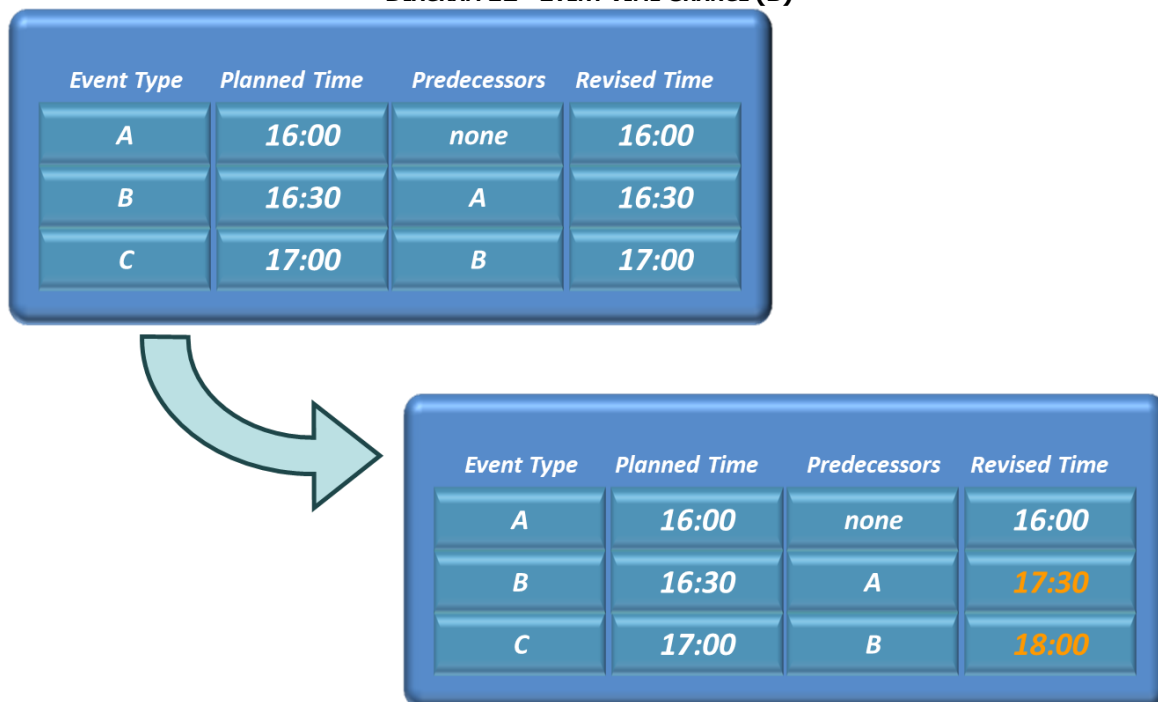 Event Type Planned Time Predecessors Revised Time
A 16:00 none 16:00
B 16:30 A 16:30
C 17:00 B 17:00
Event Type Planned Time Predecessors Revised Time
A 16:00 none 16:00
B 16:30 A 17:30
C 17:00 B 18:00